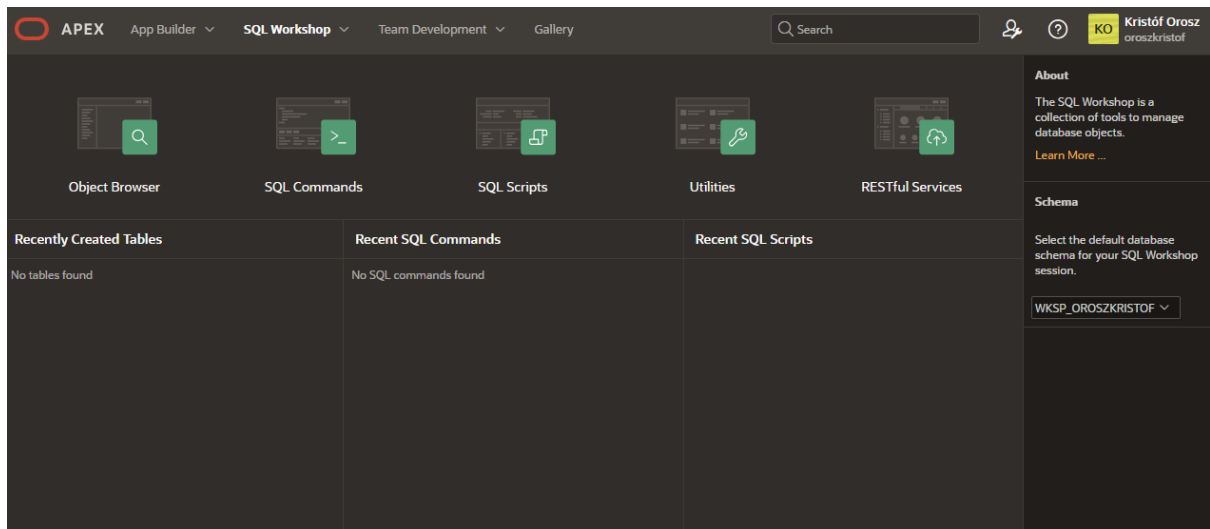 APEX App Builder SQL Workshop Team Development Gallery Search KO Kristóf Orosz
oroszkristof
Object Browser SQL Commands SQL Scripts Utilities RESTful Services
Recently Created Tables
No tables found
Recent SQL Commands
No SQL commands found
Recent SQL Scripts
About
The SQL Workshop is a
collection of tools to manage
database objects.
Learn More ...
Schema
Select the default database
schema for your SQL Workshop
session.
WKSP_OROSZKRISTOF